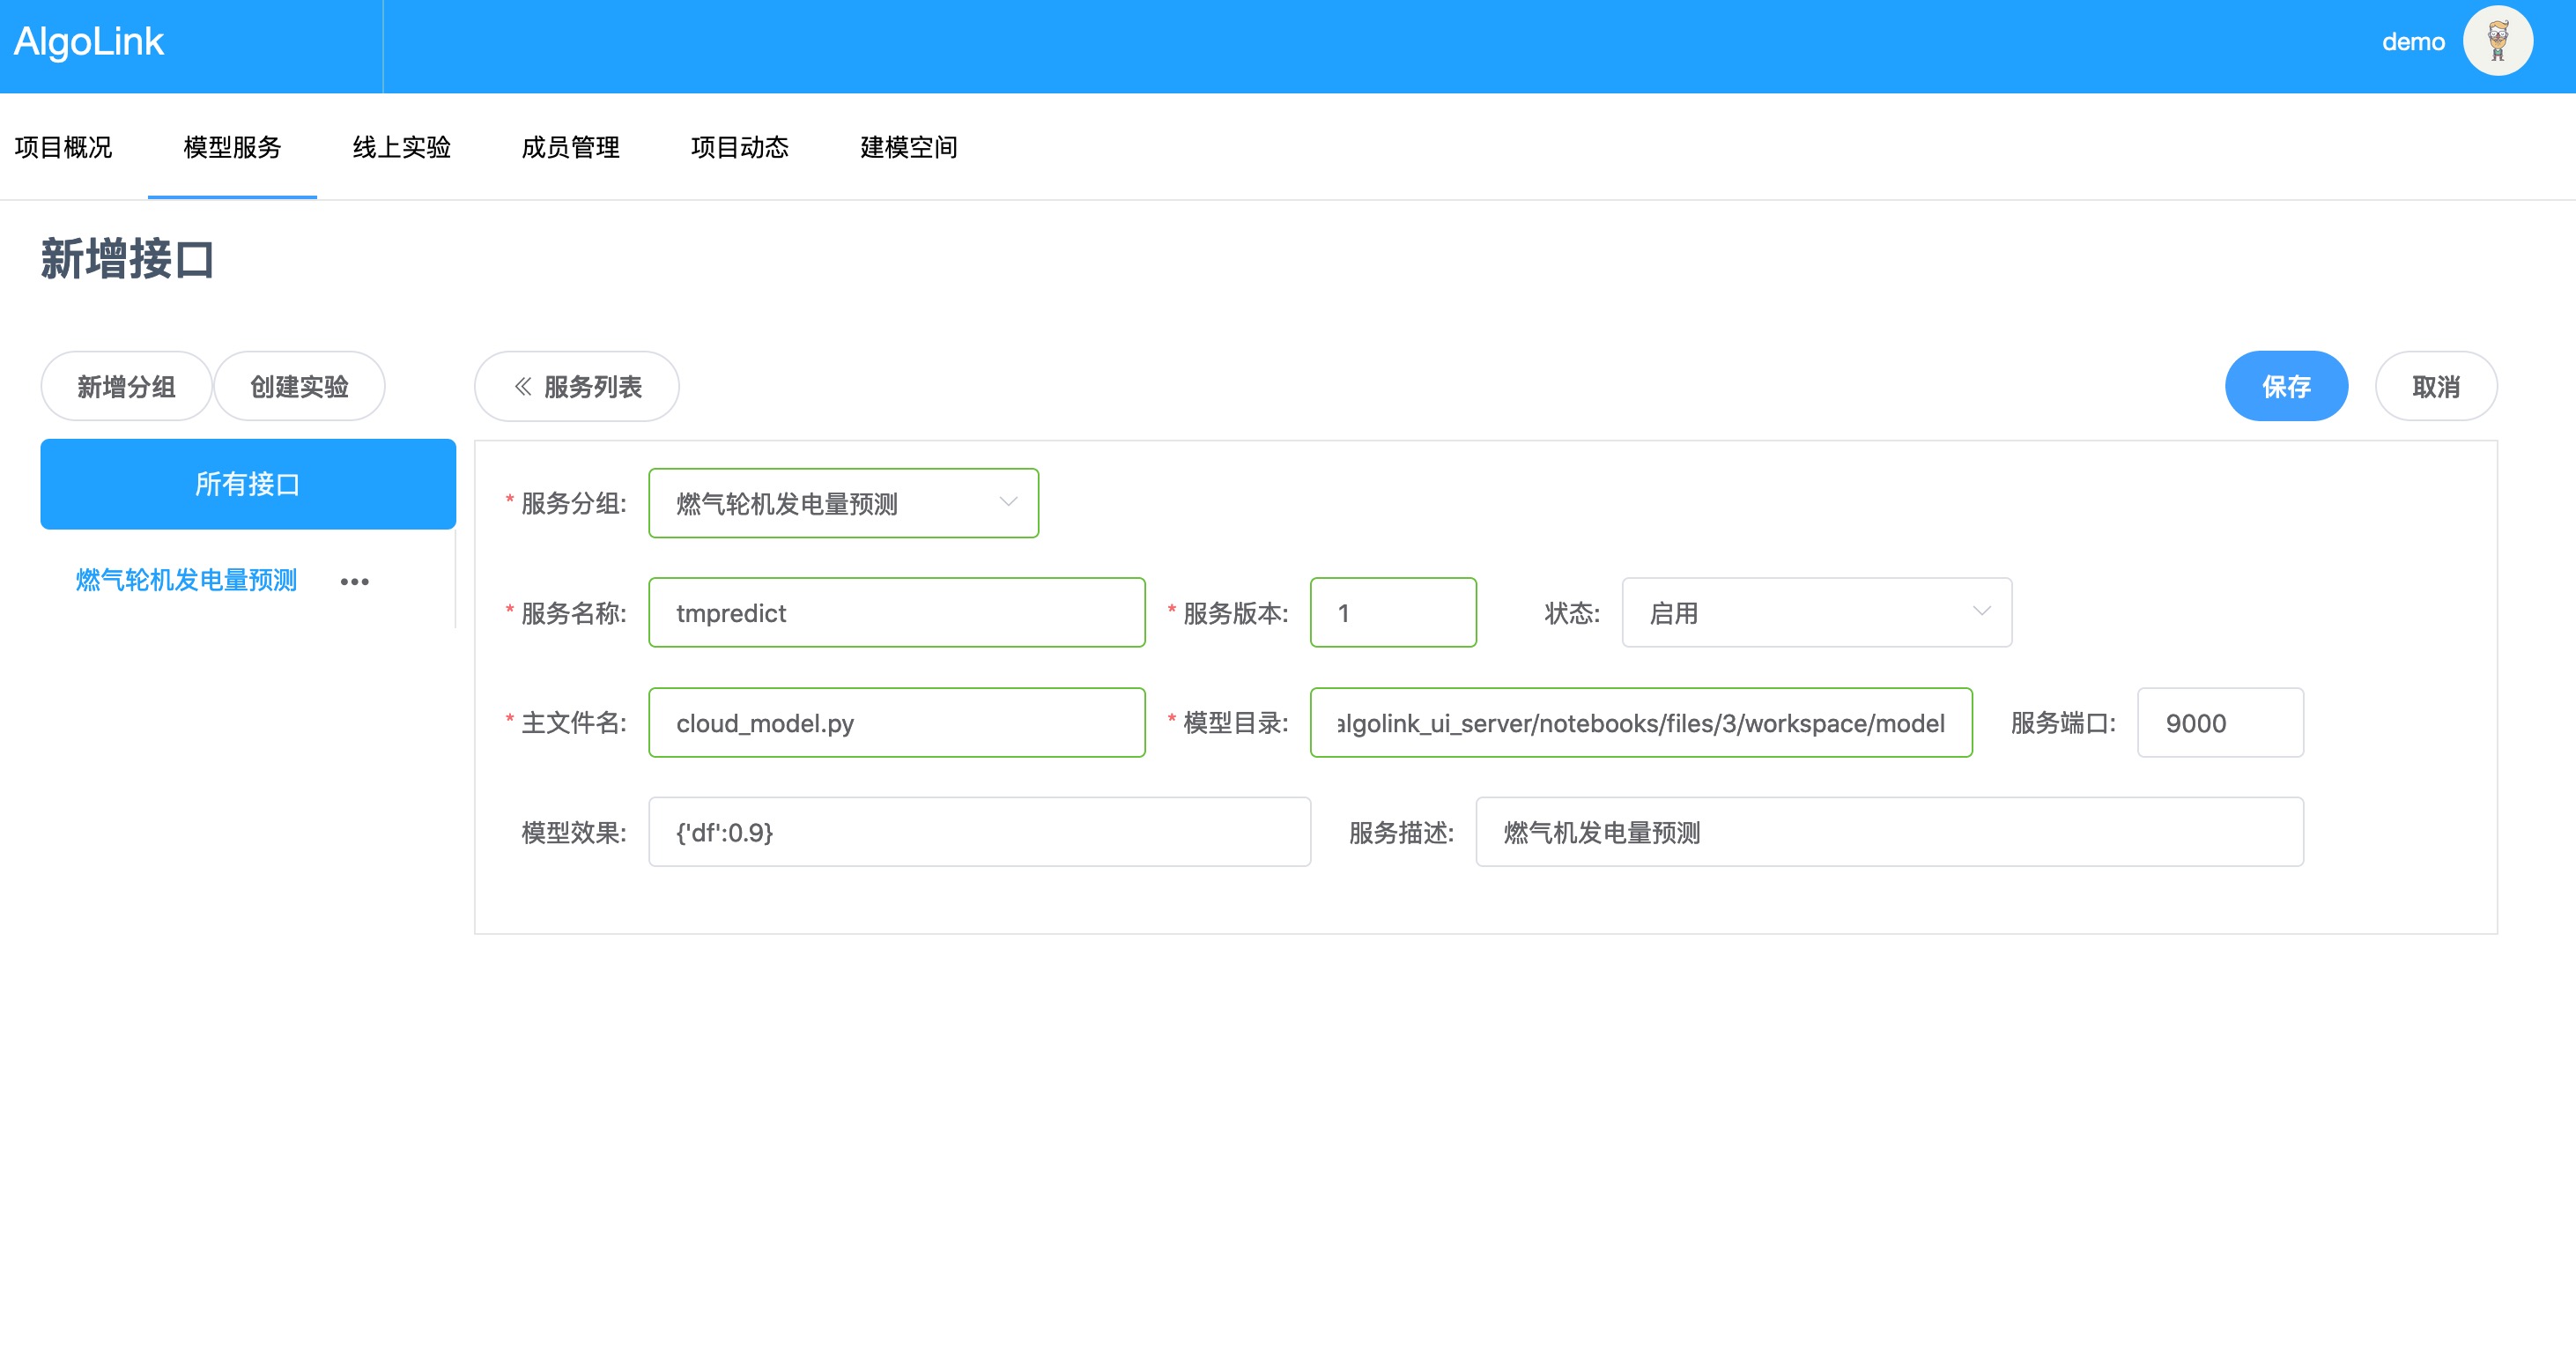 AlgoLink
demo
项目概况 模型服务 线上实验 成员管理 项目动态 建模空间
新增接口
新增分组 创建实验 服务列表 保存 取消
所有接口
燃气轮机发电量预测
* 服务分组: 燃气轮机发电量预测
* 服务名称: tmpredict * 服务版本: 1 状态: 启用
* 主文件名: cloud_model.py * 模型目录: algolink_ui_server/notebooks/files/3/workspace/model 服务端口: 9000
模型效果: {'df':0.9} 服务描述: 燃气机发电量预测